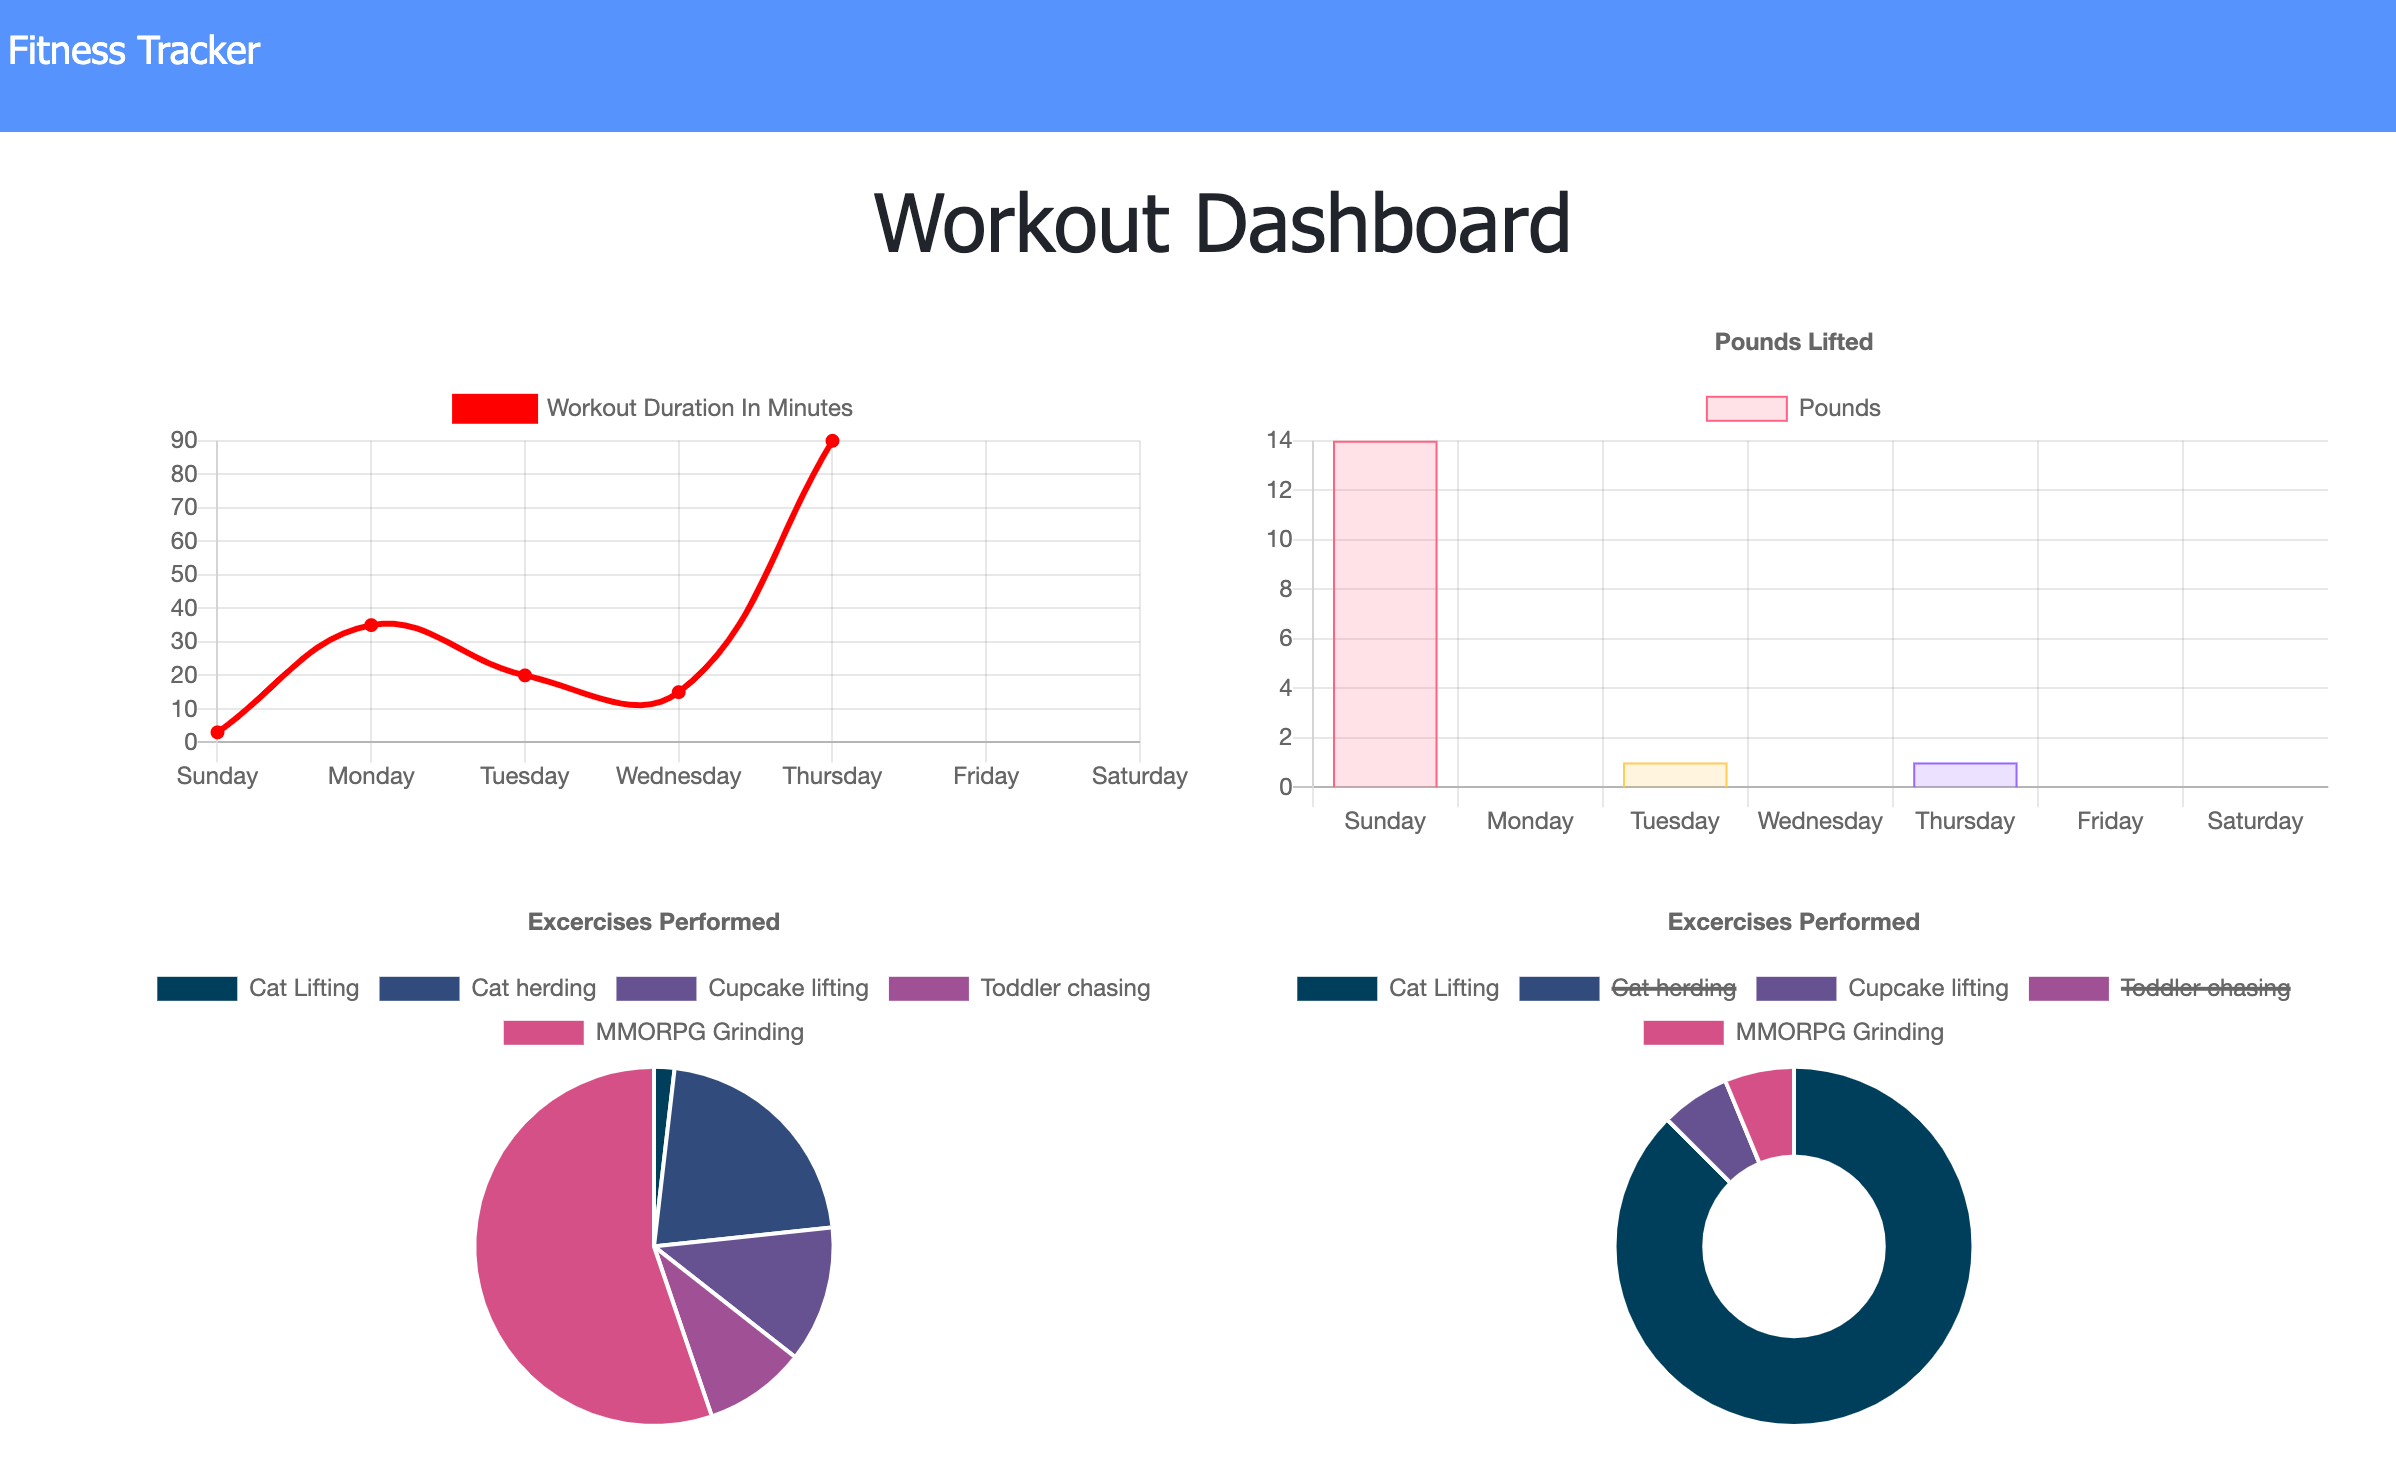 Fitness Tracker
Workout Dashboard
Workout Duration In Minutes
90
80
70
60
50
40
30
20
10
0
Sunday Monday Tuesday Wednesday Thursday Friday Saturday
Pounds Lifted
Pounds
14
12
10
8
6
4
2
0
Sunday Monday Tuesday Wednesday Thursday Friday Saturday
Excercises Performed
Cat Lifting Cat herding Cupcake lifting Toddler chasing
MMORPG Grinding
Excercises Performed
Cat Lifting Cat herding Cupcake lifting Toddler chasing
MMORPG Grinding